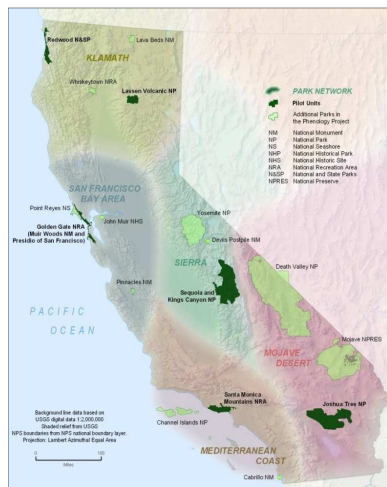 Redwood N&SP
Lava Beds NM
KLAMATH
Whiskeytown NRA
Lassen Volcanic NP
PARK NETWORK
Pilot Units
Additional Parks in
the Phenology Project
NM National Monument
NP National Park
NS National Seashore
NHP National Historical Park
NHS National Historic Site
NRA National Recreation Area
N&SP National and State Parks
NPRES National Preserve
SAN FRANCISCO
BAY AREA
Point Reyes NS
John Muir NHS
Golden Gate NRA
(Muir Woods NM and
Presidio of San Francisco)
Yosemite NP
Devils Postpile NM
SIERRA
Pinnacles NM
Sequoia and
Kings Canyon NP
Death Valley NP
PACIFIC
OCEAN
Mojave NPRES
MOJAVE
DESERT
Background line data based on
USGS digital data 1:2,000,000
Shaded relief from USGS
NPS boundaries from NPS national boundary layer.
Projection: Lambert Azimuthal Equal Area
0 100
Miles
Santa Monica
Mountains NRA
Joshua Tree NP
Channel Islands NP
MEDITERRANEAN
COAST
Cabrillo NM